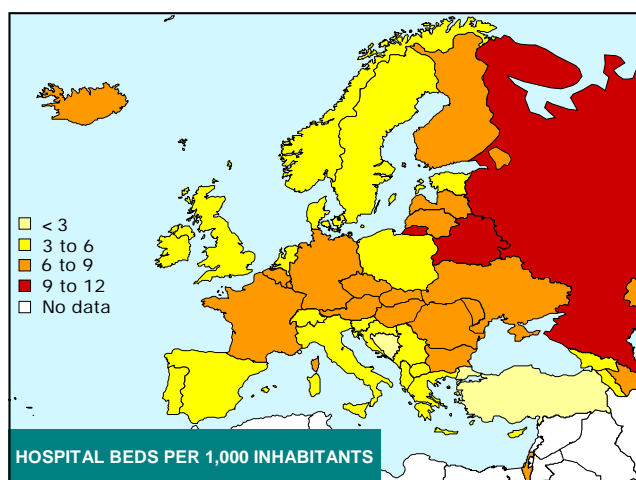 < 3
3 to 6
6 to 9
9 to 12
No data
HOSPITAL BEDS PER 1,000 INHABITANTS